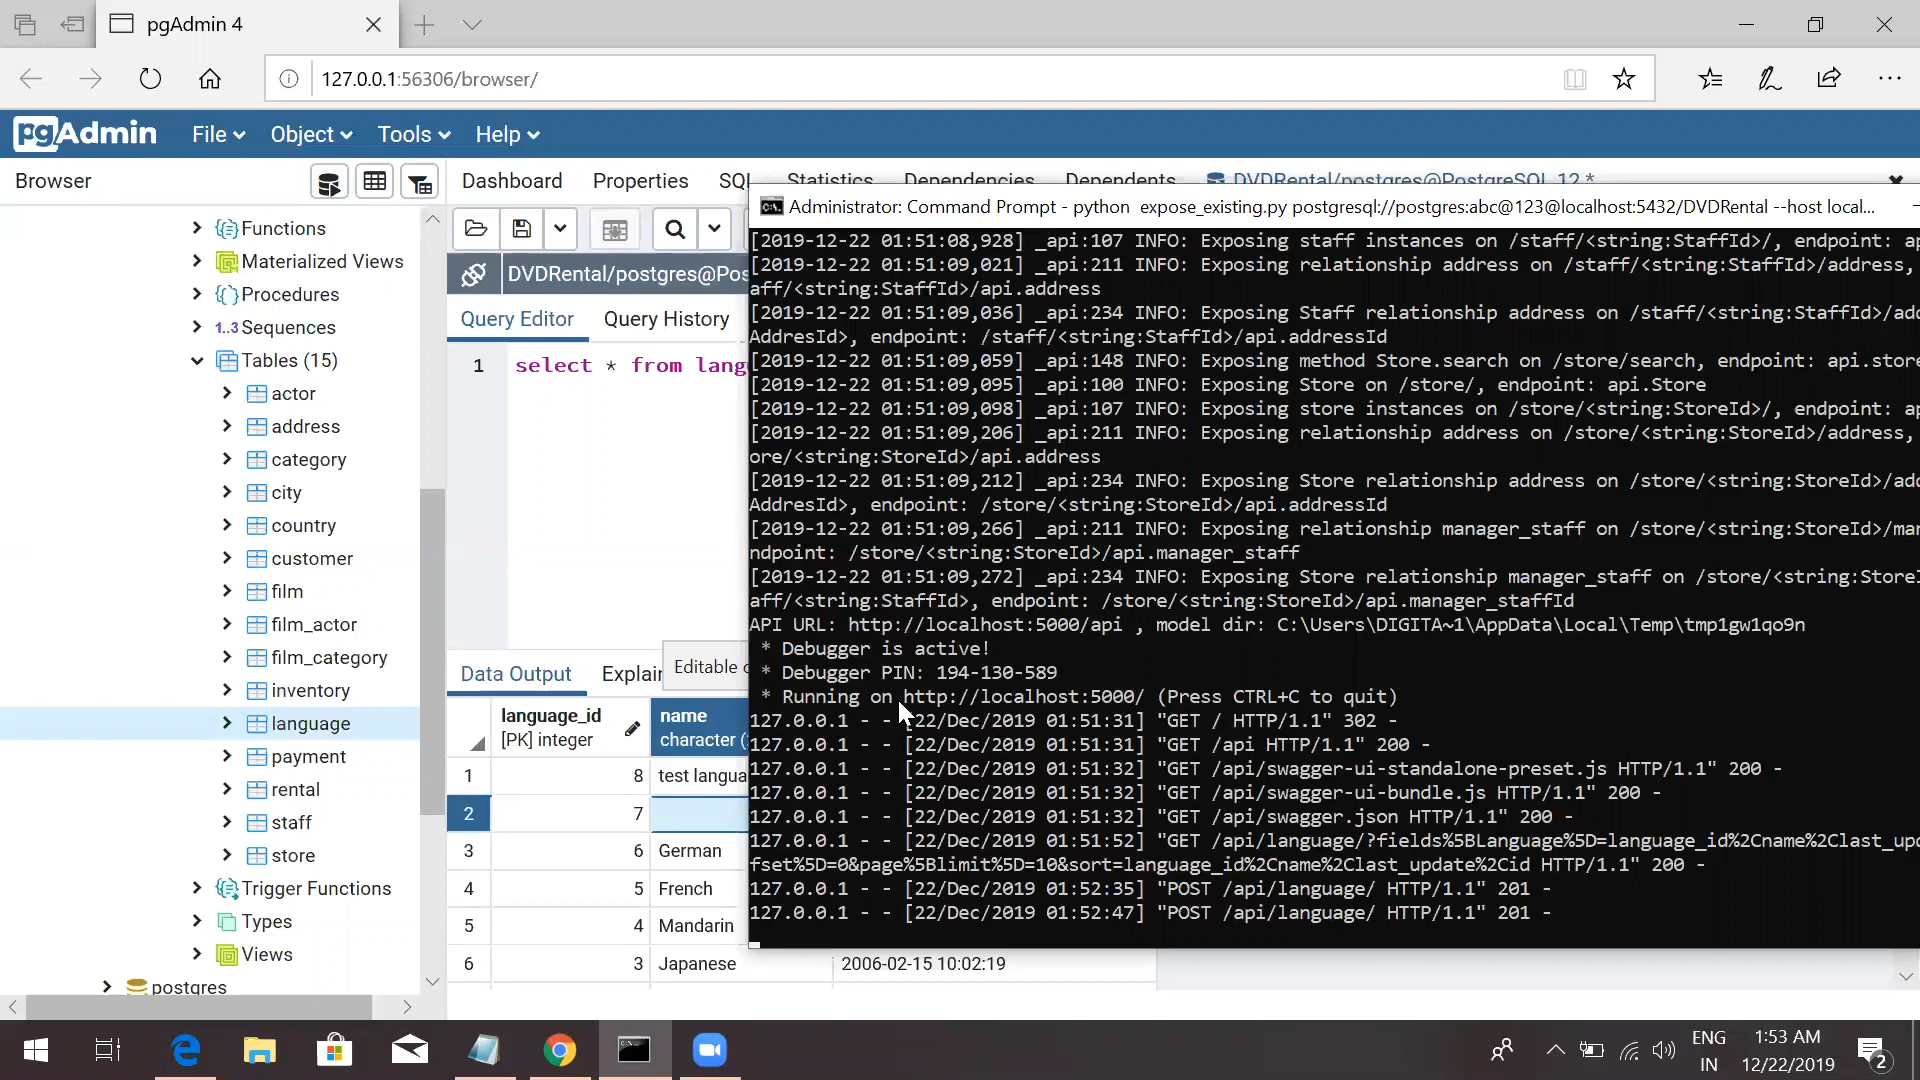 pgAdmin 4
127.0.0.1:56306/browser/
pgAdmin File Object Tools Help
Browser
Dashboard Properties SQL Statistics Dependencies Dependents DVDRental/postgres@PostgreSQL 12 *
Functions
Materialized Views
Procedures
1..3 Sequences
Tables (15)
actor
address
category
city
country
customer
film
film_actor
film_category
inventory
language
payment
rental
staff
store
Trigger Functions
Types
Views
postgres
DVDRental/postgres@Pos
Query Editor Query History
1 select * from lang
Data Output Explain
Editable
language_id name
[PK] integer character (
1 8 test langua
2 7
3 6 German
4 5 French
5 4 Mandarin
6 3 Japanese 2006-02-15 10:02:19
Administrator: Command Prompt - python expose_existing.py postgresql://postgres:abc@123@localhost:5432/DVDRental --host local...
[2019-12-22 01:51:08,928] _api:107 INFO: Exposing staff instances on /staff/<string:StaffId>/, endpoint: ap
[2019-12-22 01:51:09,021] _api:211 INFO: Exposing relationship address on /staff/<string:StaffId>/address,
aff/<string:StaffId>/api.address
[2019-12-22 01:51:09,036] _api:234 INFO: Exposing Staff relationship address on /staff/<string:StaffId>/add
AddresId>, endpoint: /staff/<string:StaffId>/api.addressId
[2019-12-22 01:51:09,059] _api:148 INFO: Exposing method Store.search on /store/search, endpoint: api.store
[2019-12-22 01:51:09,095] _api:100 INFO: Exposing Store on /store/, endpoint: api.Store
[2019-12-22 01:51:09,098] _api:107 INFO: Exposing store instances on /store/<string:StoreId>/, endpoint: ap
[2019-12-22 01:51:09,206] _api:211 INFO: Exposing relationship address on /store/<string:StoreId>/address,
ore/<string:StoreId>/api.address
[2019-12-22 01:51:09,212] _api:234 INFO: Exposing Store relationship address on /store/<string:StoreId>/add
AddresId>, endpoint: /store/<string:StoreId>/api.addressId
[2019-12-22 01:51:09,266] _api:211 INFO: Exposing relationship manager_staff on /store/<string:StoreId>/man
ndpoint: /store/<string:StoreId>/api.manager_staff
[2019-12-22 01:51:09,272] _api:234 INFO: Exposing Store relationship manager_staff on /store/<string:StoreI
aff/<string:StaffId>, endpoint: /store/<string:StoreId>/api.manager_staffId
API URL: http://localhost:5000/api , model dir: C:\Users\DIGITA~1\AppData\Local\Temp\tmp1gw1qo9n
* Debugger is active!
* Debugger PIN: 194-130-589
* Running on http://localhost:5000/ (Press CTRL+C to quit)
127.0.0.1 - - [22/Dec/2019 01:51:31] "GET / HTTP/1.1" 302 -
127.0.0.1 - - [22/Dec/2019 01:51:31] "GET /api HTTP/1.1" 200 -
127.0.0.1 - - [22/Dec/2019 01:51:32] "GET /api/swagger-ui-standalone-preset.js HTTP/1.1" 200 -
127.0.0.1 - - [22/Dec/2019 01:51:32] "GET /api/swagger-ui-bundle.js HTTP/1.1" 200 -
127.0.0.1 - - [22/Dec/2019 01:51:32] "GET /api/swagger.json HTTP/1.1" 200 -
127.0.0.1 - - [22/Dec/2019 01:51:52] "GET /api/language/?fields%5BLanguage%5D=language_id%2Cname%2Clast_upd
fset%5D=0&page%5Blimit%5D=10&sort=language_id%2Cname%2Clast_update%2Cid HTTP/1.1" 200 -
127.0.0.1 - - [22/Dec/2019 01:52:35] "POST /api/language/ HTTP/1.1" 201 -
127.0.0.1 - - [22/Dec/2019 01:52:47] "POST /api/language/ HTTP/1.1" 201 -
ENG
IN
1:53 AM
12/22/2019
2